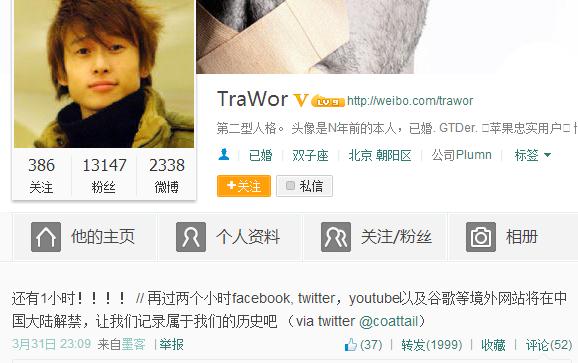 TraWor V LV 9 http://weibo.com/trawor
第二型人格。 头像是N年前的本人，已婚. GTDer. 苹果忠实用户
386 13147 2338
关注 粉丝 微博
已婚 双子座 北京 朝阳区 公司Plumn 标签
+关注 私信
他的主页 个人资料 关注/粉丝 相册
还有1小时！！！！ // 再过两个小时facebook, twitter，youtube以及谷歌等境外网站将在中
国大陆解禁，让我们记录属于我们的历史吧 （via twitter @coattail）
3月31日 23:09 来自墨客 | 举报 (37) | 转发(1999) | 收藏 | 评论(52)